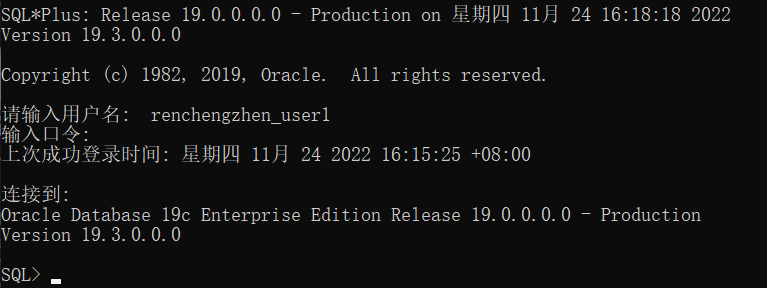 SQL*Plus: Release 19.0.0.0.0 - Production on 星期四 11月 24 16:18:18 2022
Version 19.3.0.0.0
Copyright (c) 1982, 2019, Oracle.  All rights reserved.
请输入用户名:  renchengzhen_user1
输入口令:
上次成功登录时间: 星期四 11月 24 2022 16:15:25 +08:00
连接到:
Oracle Database 19c Enterprise Edition Release 19.0.0.0.0 - Production
Version 19.3.0.0.0
SQL>